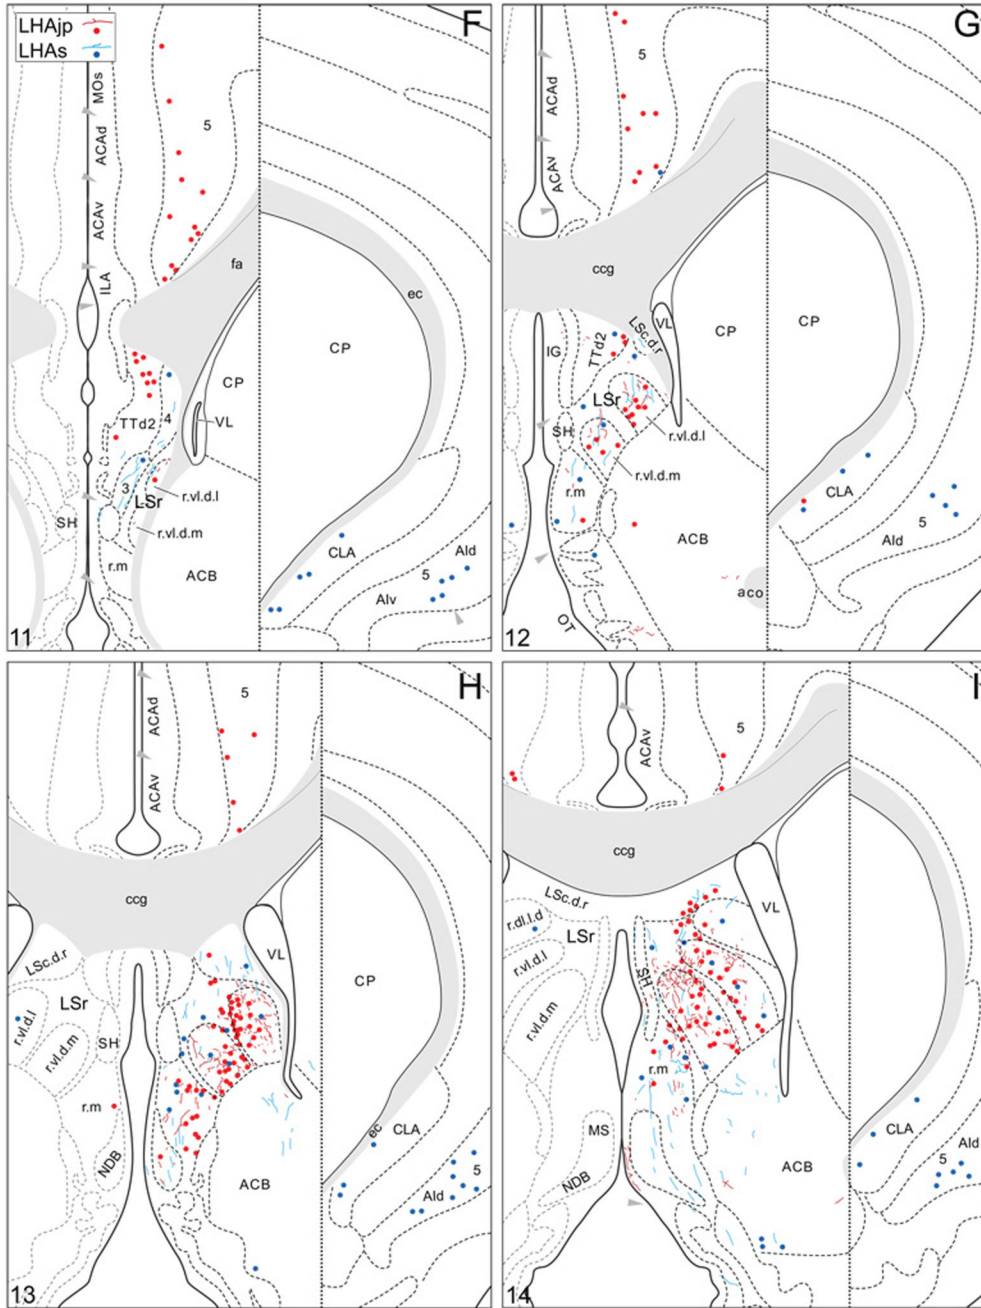 LHAjp
LHAs
F
MOs
ACAd
ACAv
ILA
5
fa
ec
CP
CP
VL
TTd2
4
3
LSr
r.vl.d.l
r.vl.d.m
SH
r.m
ACB
CLA
AId
5
AIv
11
G
5
ACAd
ACAv
ccg
LSc.d.r
VL
CP
CP
IG
TTd2
LSr
SH
r.vl.d.l
r.vl.d.m
r.m
CLA
5
AId
ACB
aco
OT
12
H
5
ACAd
ACAv
ccg
LSc.d.r
VL
CP
LSr
r.vl.d.l
r.vl.d.m
SH
r.m
NDB
ec
CLA
5
AId
ACB
13
I
5
ACAv
ccg
LSc.d.r
VL
r.dl.l.d
LSr
r.vl.d.l
SH
r.vl.d.m
r.m
MS
NDB
ACB
CLA
AId
5
14